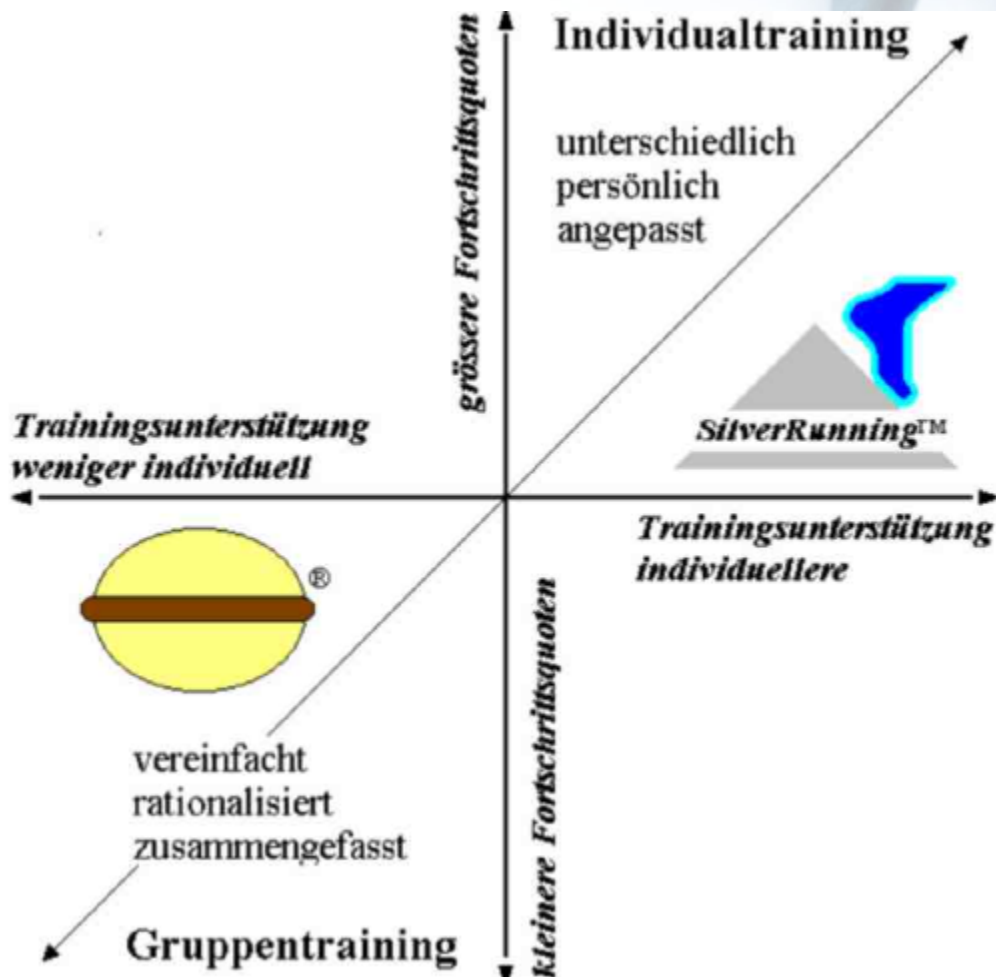 Individualtraining
grössere Fortschrittsquoten
unterschiedlich
persönlich
angepasst
Trainingsunterstützung
weniger individuell
SilverRunning™
Trainingsunterstützung
individuellere
®
kleinere Fortschrittsquoten
vereinfacht
rationalisiert
zusammengefasst
Gruppentraining